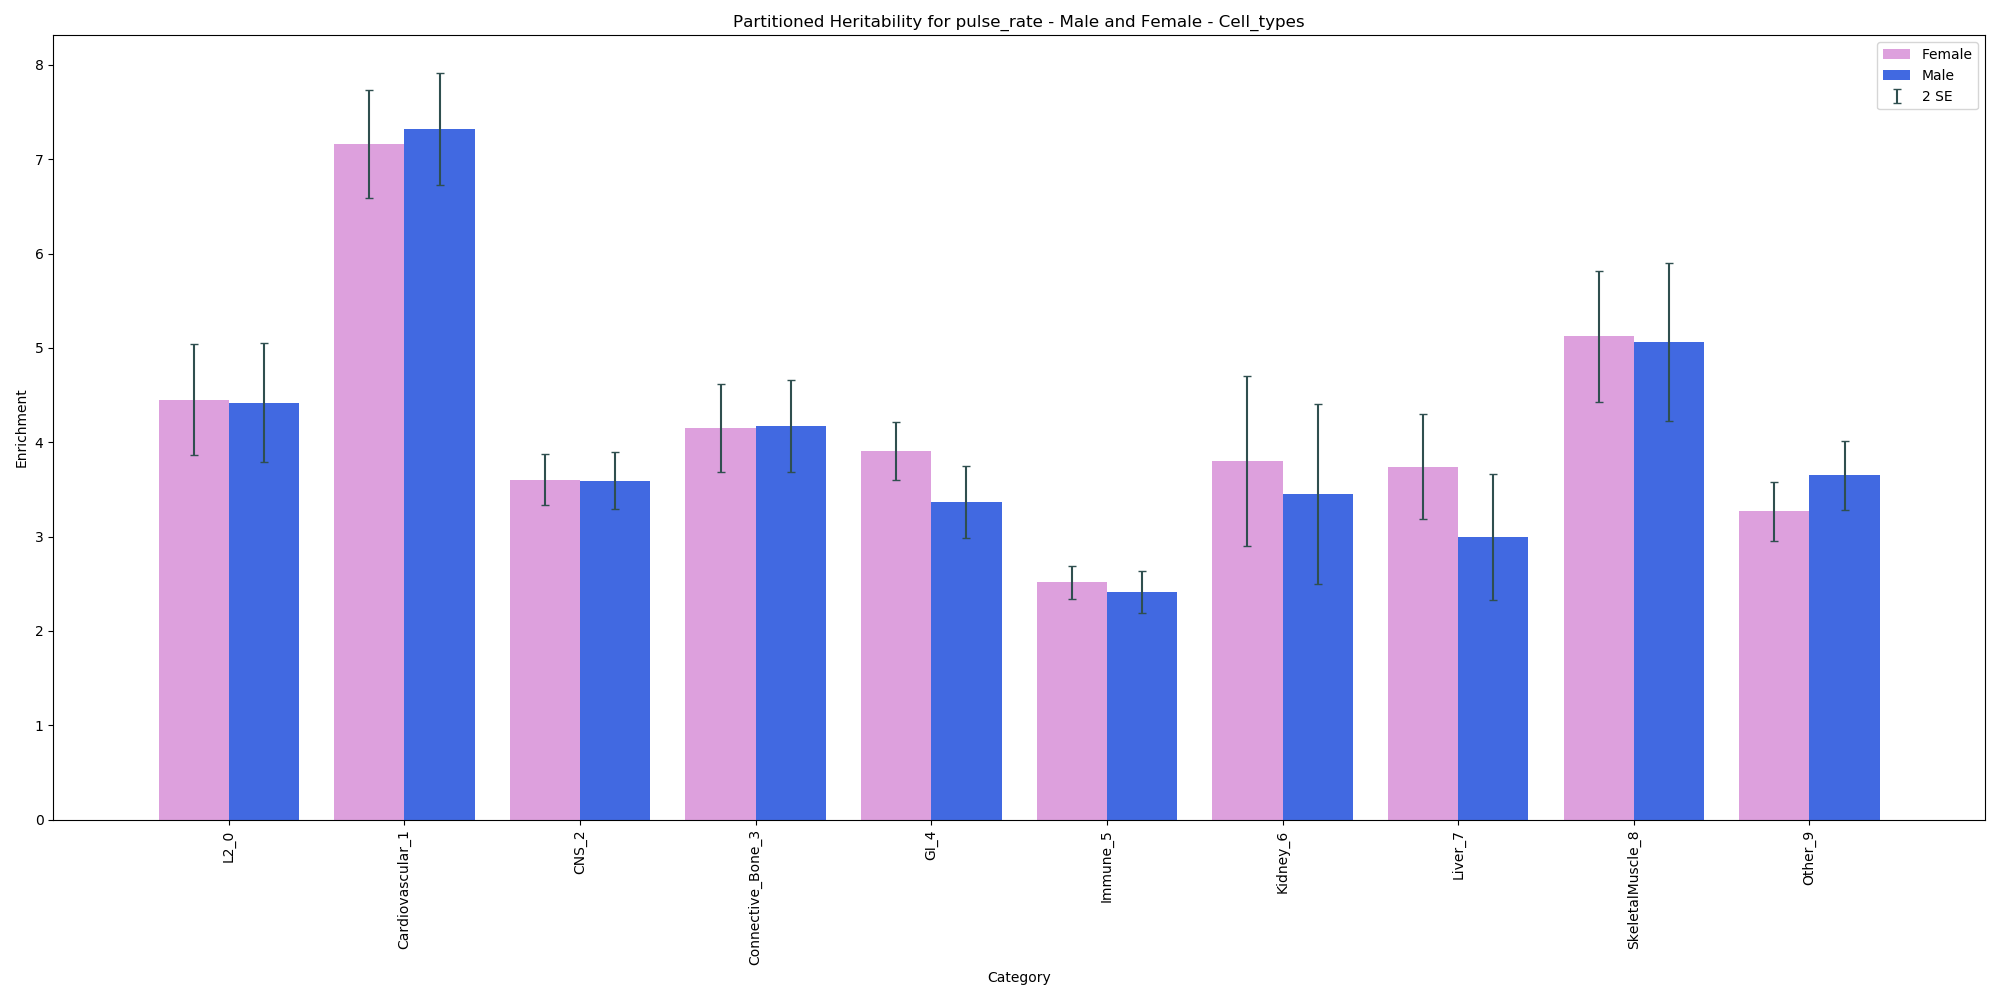 Partitioned Heritability for pulse_rate - Male and Female - Cell_types
Female
Male
2 SE
8
7
6
5
4
3
2
1
0
Enrichment
L2_0
Cardiovascular_1
CNS_2
Connective_Bone_3
GI_4
Immune_5
Kidney_6
Liver_7
SkeletalMuscle_8
Other_9
Category